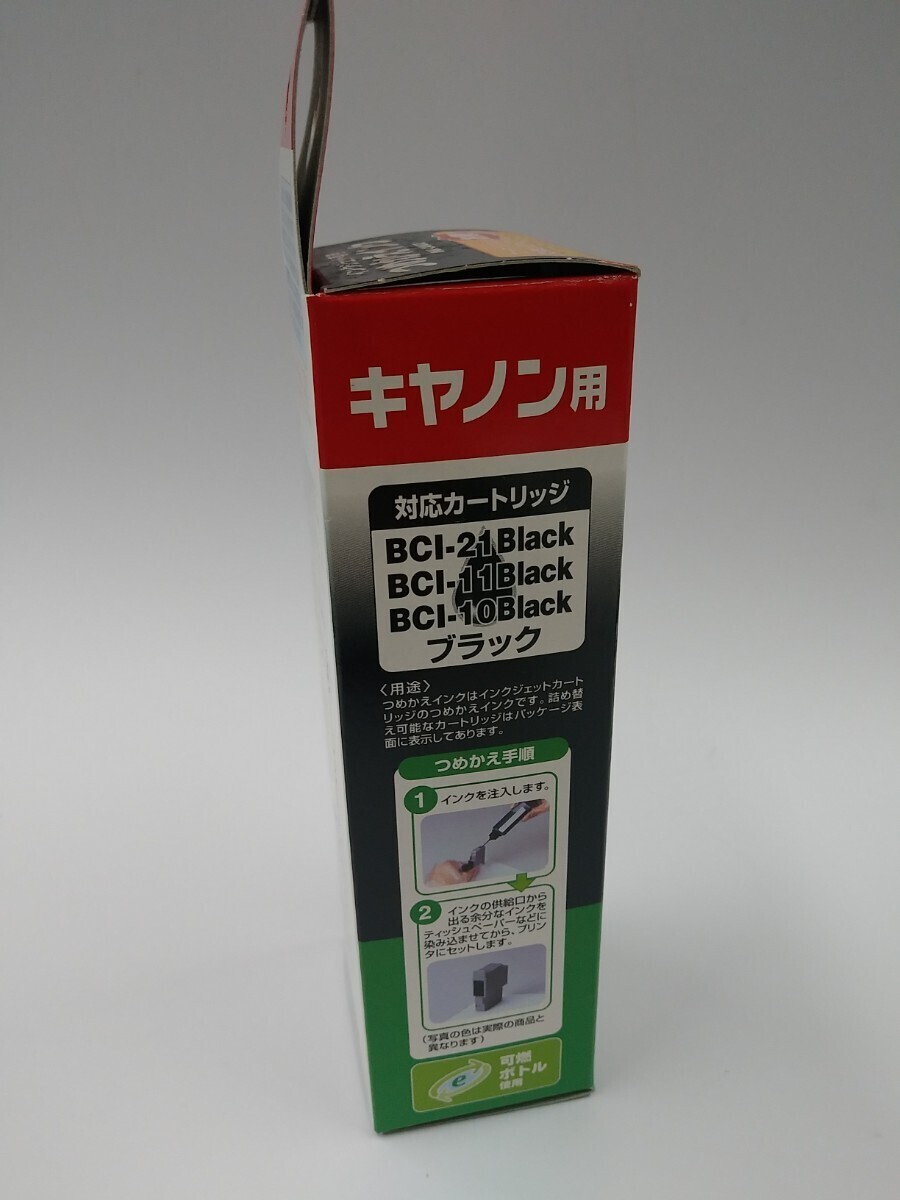 キヤノン用
対応カートリッジ
BCI-21Black
BCI-11Black
BCI-10Black
ブラック
〈用途〉
つめかえインクはインクジェットカート
リッジのつめかえインクです。詰め替
え可能なカートリッジはパッケージ表
面に表示してあります。
つめかえ手順
1 インクを注入します。
2 インクの供給口から
出る余分なインクを
ティッシュペーパーなどに
染み込ませてから、プリン
タにセットします。
(写真の色は実際の商品と
異なります)
e
可燃
ボトル
使用